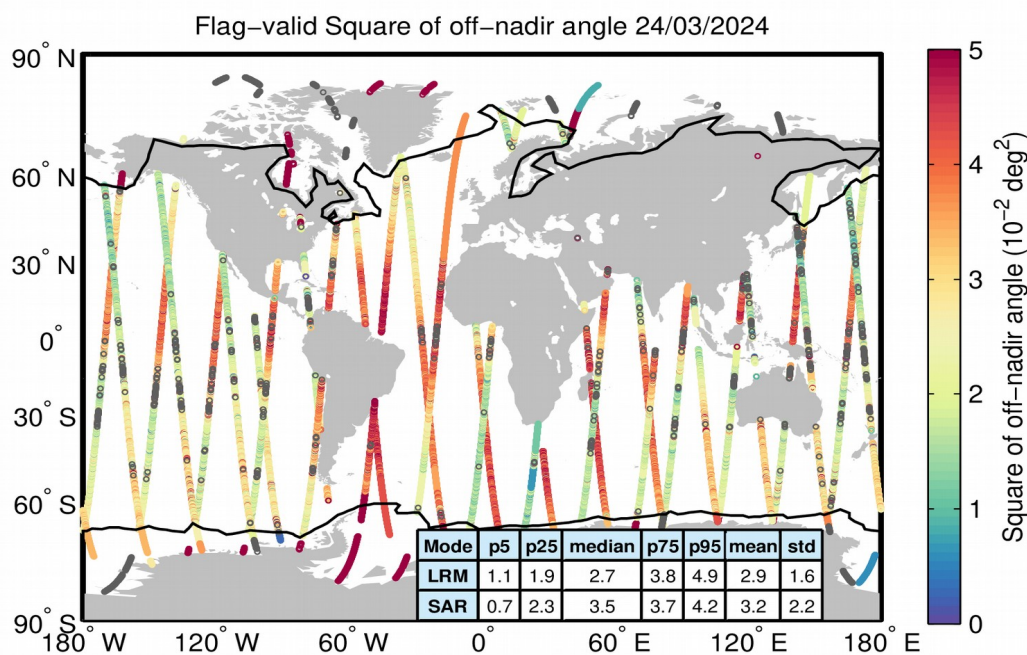 Flag−valid Square of off−nadir angle 24/03/2024
90° N
60° N
30° N
0°
30° S
60° S
90° S
180° W
120° W
60° W
0°
60° E
120° E
180° E
Mode p5 p25 median p75 p95 mean std
LRM 1.1 1.9 2.7 3.8 4.9 2.9 1.6
SAR 0.7 2.3 3.5 3.7 4.2 3.2 2.2
5
4
3
2
1
0
Square of off−nadir angle (10⁻² deg²)